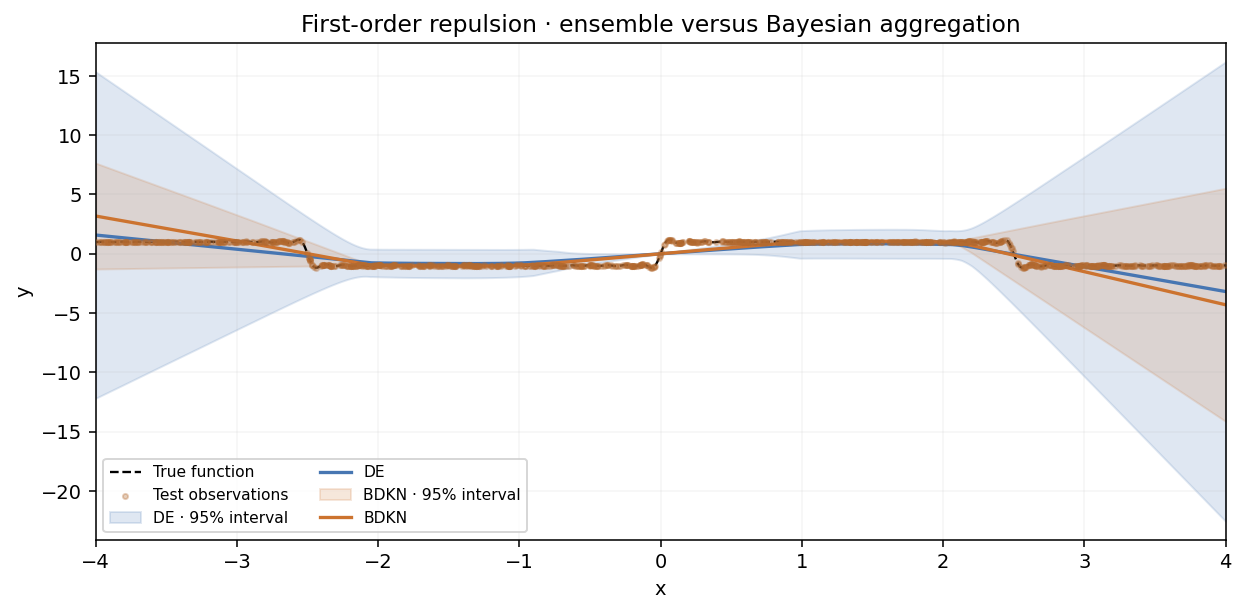 First-order repulsion · ensemble versus Bayesian aggregation
15
10
5
0
−5
−10
−15
−20
y
True function
Test observations
DE · 95% interval
DE
BDKN · 95% interval
BDKN
−4 −3 −2 −1 0 1 2 3 4
x